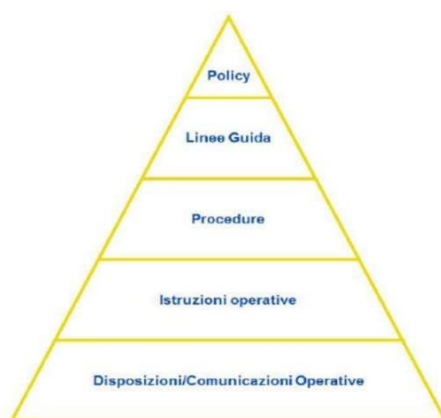 Policy
Linee Guida
Procedure
Istruzioni operative
Disposizioni/Comunicazioni Operative